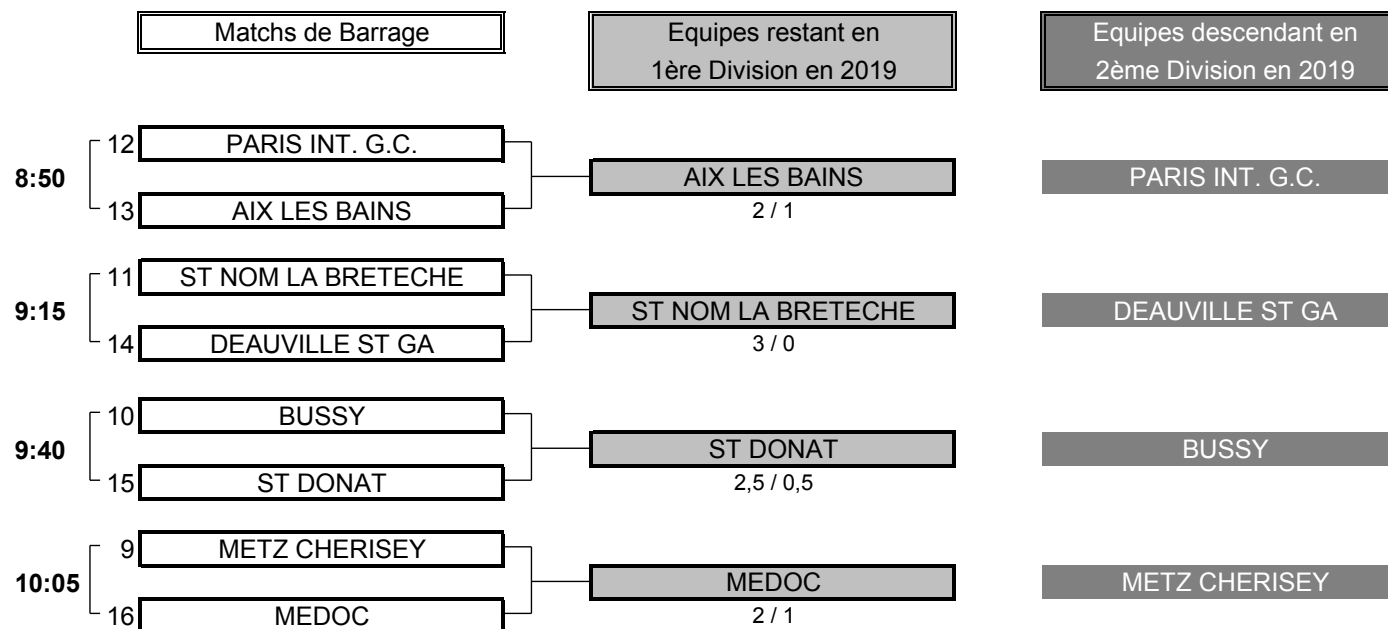 Matchs de Barrage
Equipes restant en
1ère Division en 2019
Equipes descendant en
2ème Division en 2019
8:50
12 PARIS INT. G.C.
13 AIX LES BAINS
AIX LES BAINS
2 / 1
PARIS INT. G.C.
9:15
11 ST NOM LA BRETECHE
14 DEAUVILLE ST GA
ST NOM LA BRETECHE
3 / 0
DEAUVILLE ST GA
9:40
10 BUSSY
15 ST DONAT
ST DONAT
2,5 / 0,5
BUSSY
10:05
9 METZ CHERISEY
16 MEDOC
MEDOC
2 / 1
METZ CHERISEY